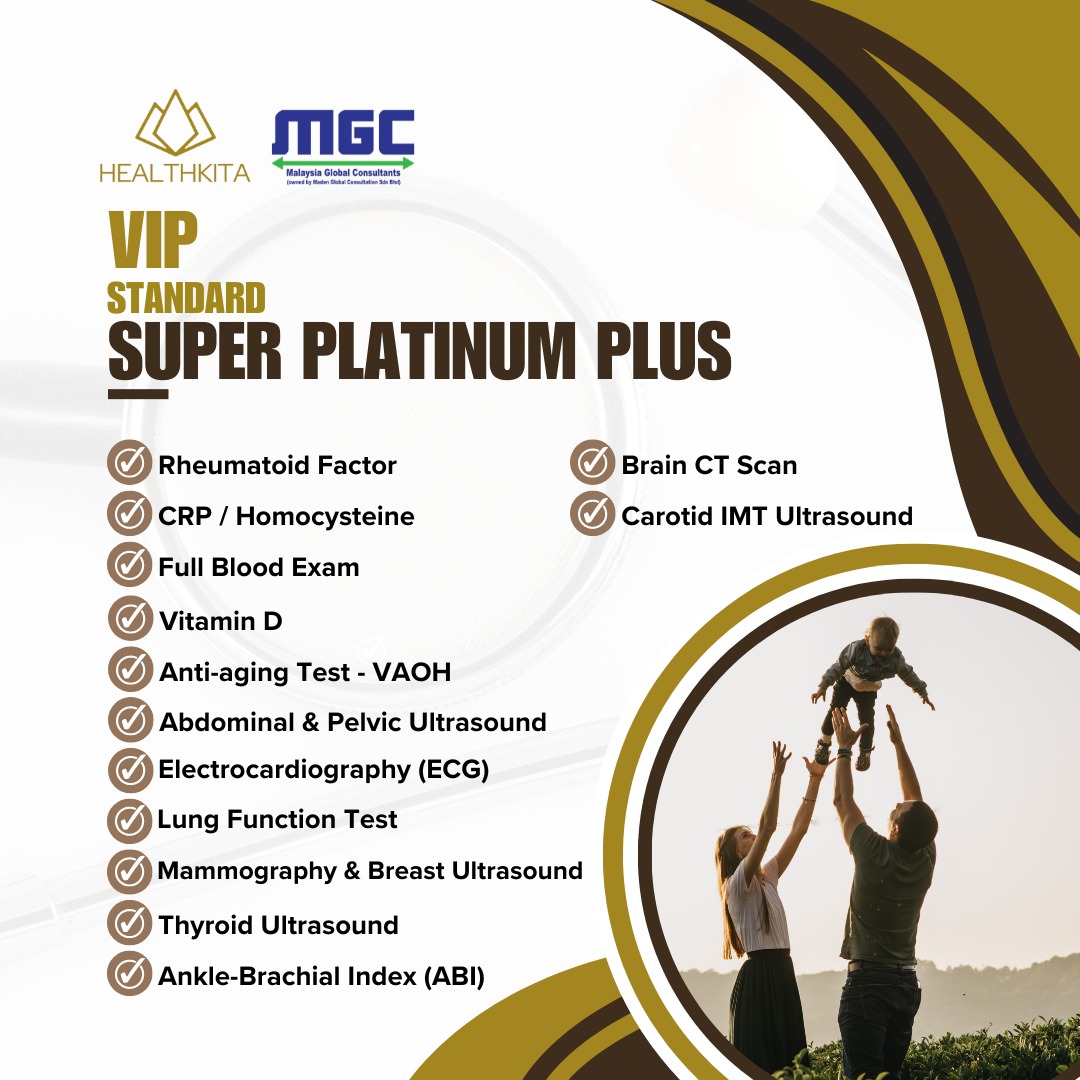 HEALTHKITA
MGC
Malaysia Global Consultants
(owned by Maden Global Consultation Sdn Bhd)
VIP
STANDARD
SUPER PLATINUM PLUS
Rheumatoid Factor
CRP / Homocysteine
Full Blood Exam
Vitamin D
Anti-aging Test - VAOH
Abdominal & Pelvic Ultrasound
Electrocardiography (ECG)
Lung Function Test
Mammography & Breast Ultrasound
Thyroid Ultrasound
Ankle-Brachial Index (ABI)
Brain CT Scan
Carotid IMT Ultrasound